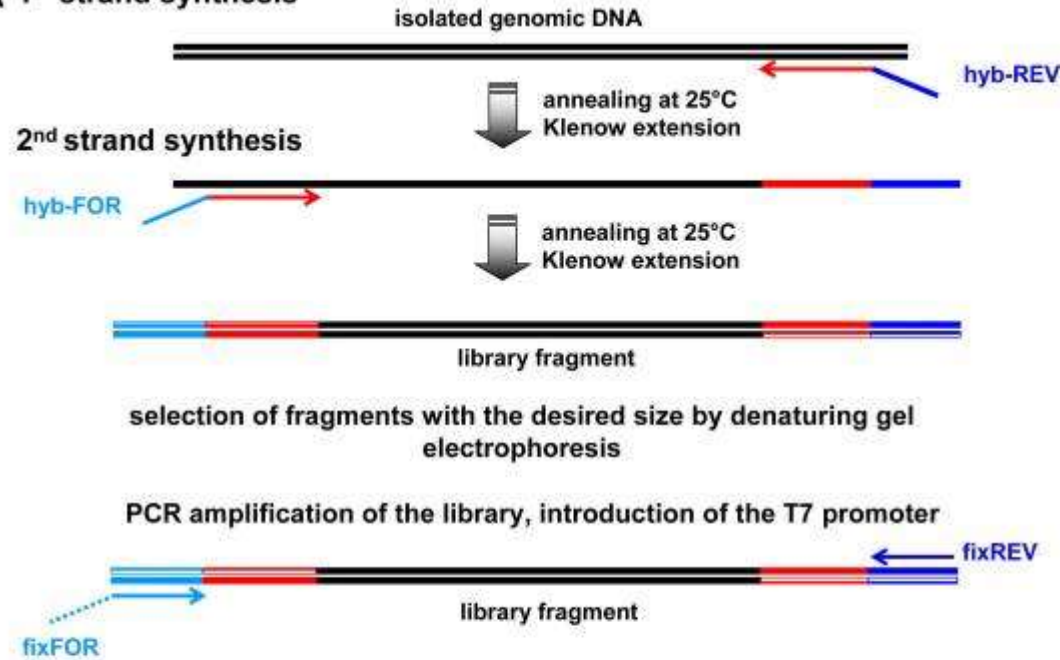 strand synthesis
isolated genomic DNA
hyb-REV
annealing at 25°C
Klenow extension
2nd strand synthesis
hyb-FOR
annealing at 25°C
Klenow extension
library fragment
selection of fragments with the desired size by denaturing gel
electrophoresis
PCR amplification of the library, introduction of the T7 promoter
fixREV
library fragment
fixFOR